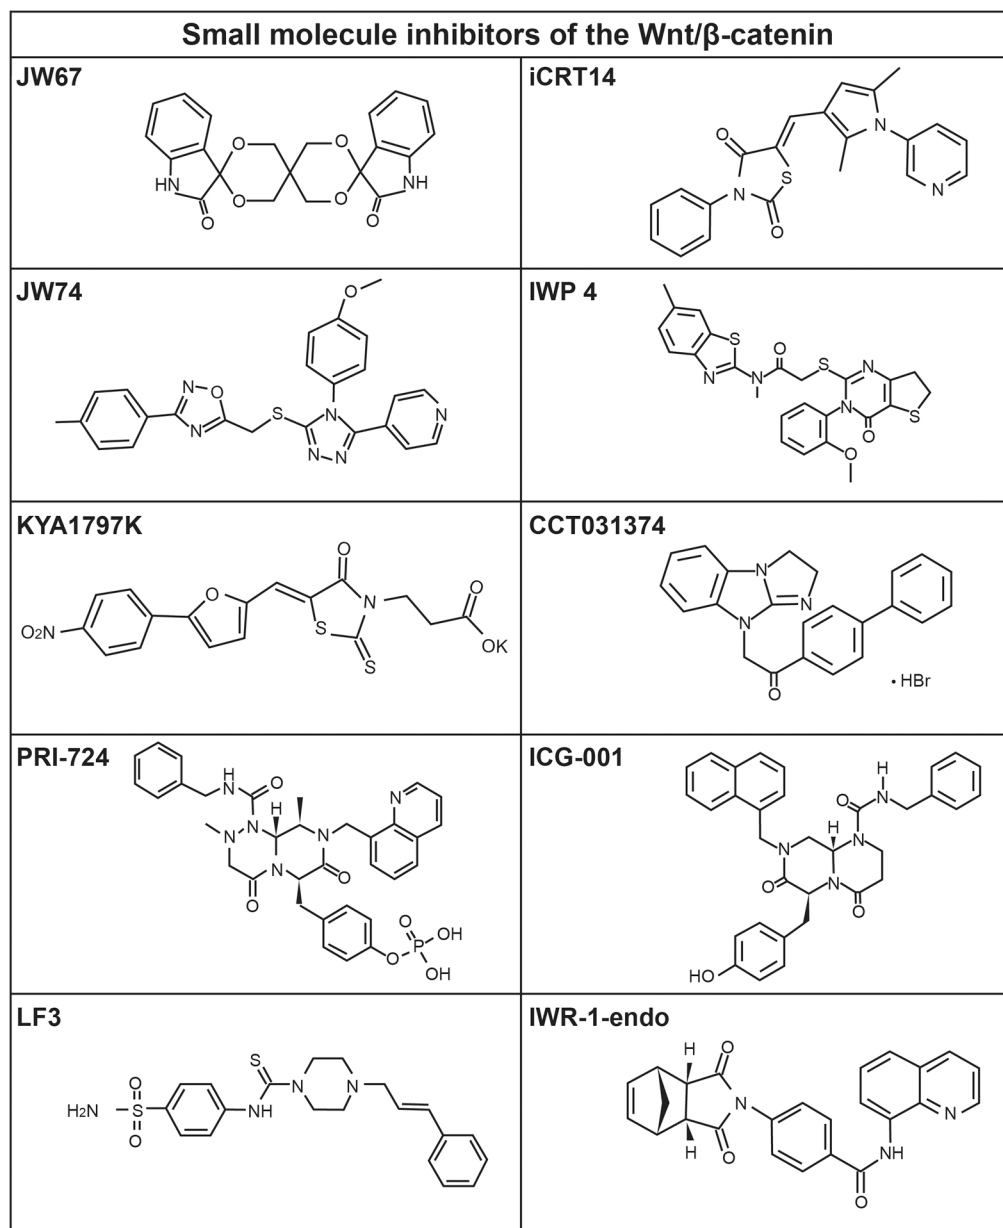 Small molecule inhibitors of the Wnt/β-catenin
JW67
O
O
HN
O
O
O
O
NH
O
iCRT14
O
N
S
N
O
N
JW74
O
N
O
N
S
N
N
N
N
IWP 4
S
N
N
O
S
N
N
O
S
O
KYA1797K
O
O
N
O
O2N
S
S
OK
CCT031374
N
N
N
O
• HBr
PRI-724
H
N
O
N
H
N
N
N
N
O
O
O
O
P
OH
OH
ICG-001
H
N
O
H
N
N
N
O
O
HO
LF3
S
O
N
N
H2N
S
NH
O
IWR-1-endo
H
O
N
N
H
O
NH
O